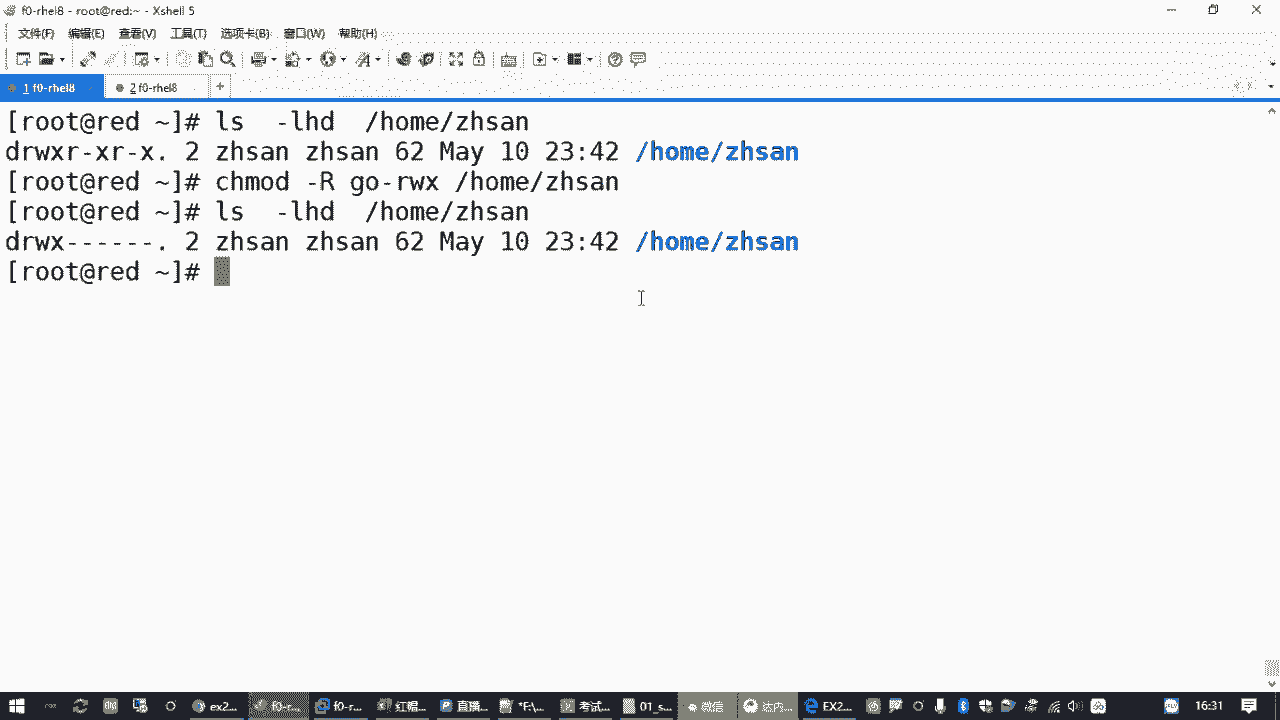 f0-rhel8 - root@red:~ - Xshell 5
文件(F) 编辑(E) 查看(V) 工具(T) 选项卡(B) 窗口(W) 帮助(H)
1 f0-rhel8 2 f0-rhel8 +
[root@red ~]# ls  -lhd  /home/zhsan
drwxr-xr-x. 2 zhsan zhsan 62 May 10 23:42 /home/zhsan
[root@red ~]# chmod -R go-rwx /home/zhsan
[root@red ~]# ls  -lhd  /home/zhsan
drwx------. 2 zhsan zhsan 62 May 10 23:42 /home/zhsan
[root@red ~]#
ex2... f0-r... f0-r... 红帽... 直播... *F:\... 考试... 01_s... 微信 达内... EX2... 16:31